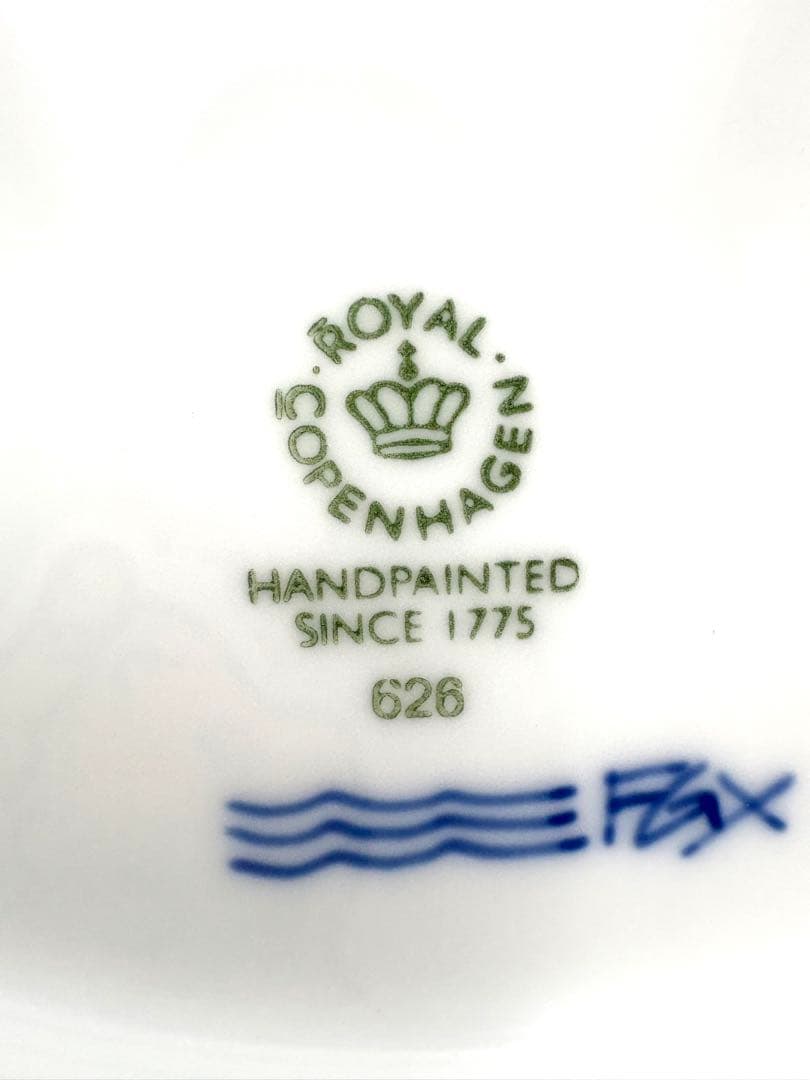 ROYAL
COPENHAGEN
HANDPAINTED
SINCE 1775
626